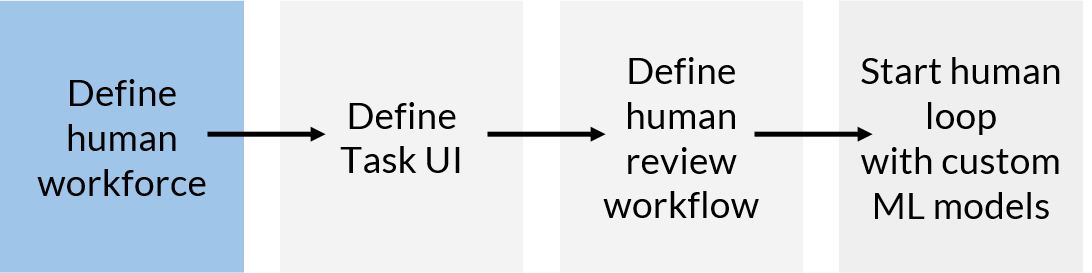 Define
human
workforce
Define
Task UI
Define
human
review
workflow
Start human
loop
with custom
ML models